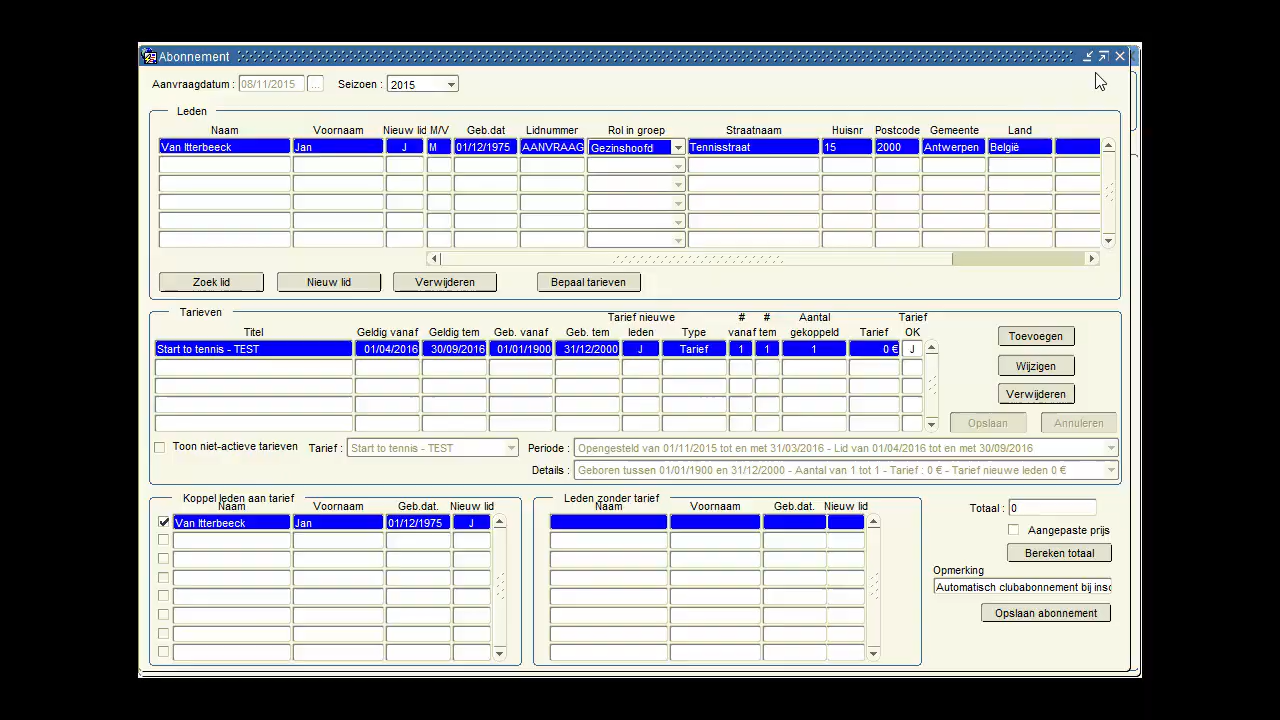 Abonnement
Aanvraagdatum : 08/11/2015 ... Seizoen : 2015
Leden
Naam Voornaam Nieuw lid M/V Geb.dat Lidnummer Rol in groep Straatnaam Huisnr Postcode Gemeente Land
Van Itterbeeck Jan J M 01/12/1975 AANVRAAG Gezinshoofd Tennisstraat 15 2000 Antwerpen België
Zoek lid Nieuw lid Verwijderen Bepaal tarieven
Tarieven
Tarief nieuwe # # Aantal Tarief
Titel Geldig vanaf Geldig tem Geb. vanaf Geb. tem leden Type vanaf tem gekoppeld Tarief OK
Start to tennis - TEST 01/04/2016 30/09/2016 01/01/1900 31/12/2000 J Tarief 1 1 1 0 € J
Toevoegen
Wijzigen
Verwijderen
Opslaan Annuleren
Toon niet-actieve tarieven Tarief : Start to tennis - TEST Periode : Opengesteld van 01/11/2015 tot en met 31/03/2016 - Lid van 01/04/2016 tot en met 30/09/2016
Details : Geboren tussen 01/01/1900 en 31/12/2000 - Aantal van 1 tot 1 - Tarief : 0 € - Tarief nieuwe leden 0 €
Koppel leden aan tarief
Naam Voornaam Geb.dat. Nieuw lid
Van Itterbeeck Jan 01/12/1975 J
Leden zonder tarief
Naam Voornaam Geb.dat. Nieuw lid
Totaal : 0
Aangepaste prijs
Bereken totaal
Opmerking
Automatisch clubabonnement bij insc
Opslaan abonnement